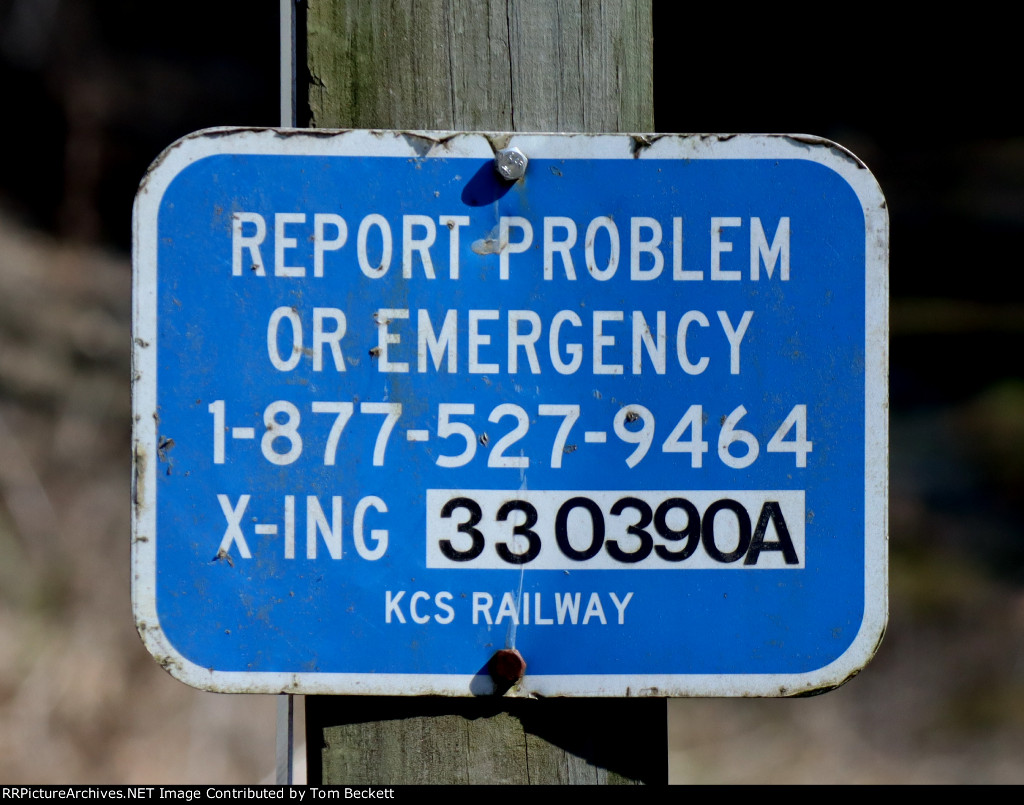 REPORT PROBLEM
OR EMERGENCY
1-877-527-9464
X-ING 330390A
KCS RAILWAY
RRPictureArchives.NET Image Contributed by Tom Beckett